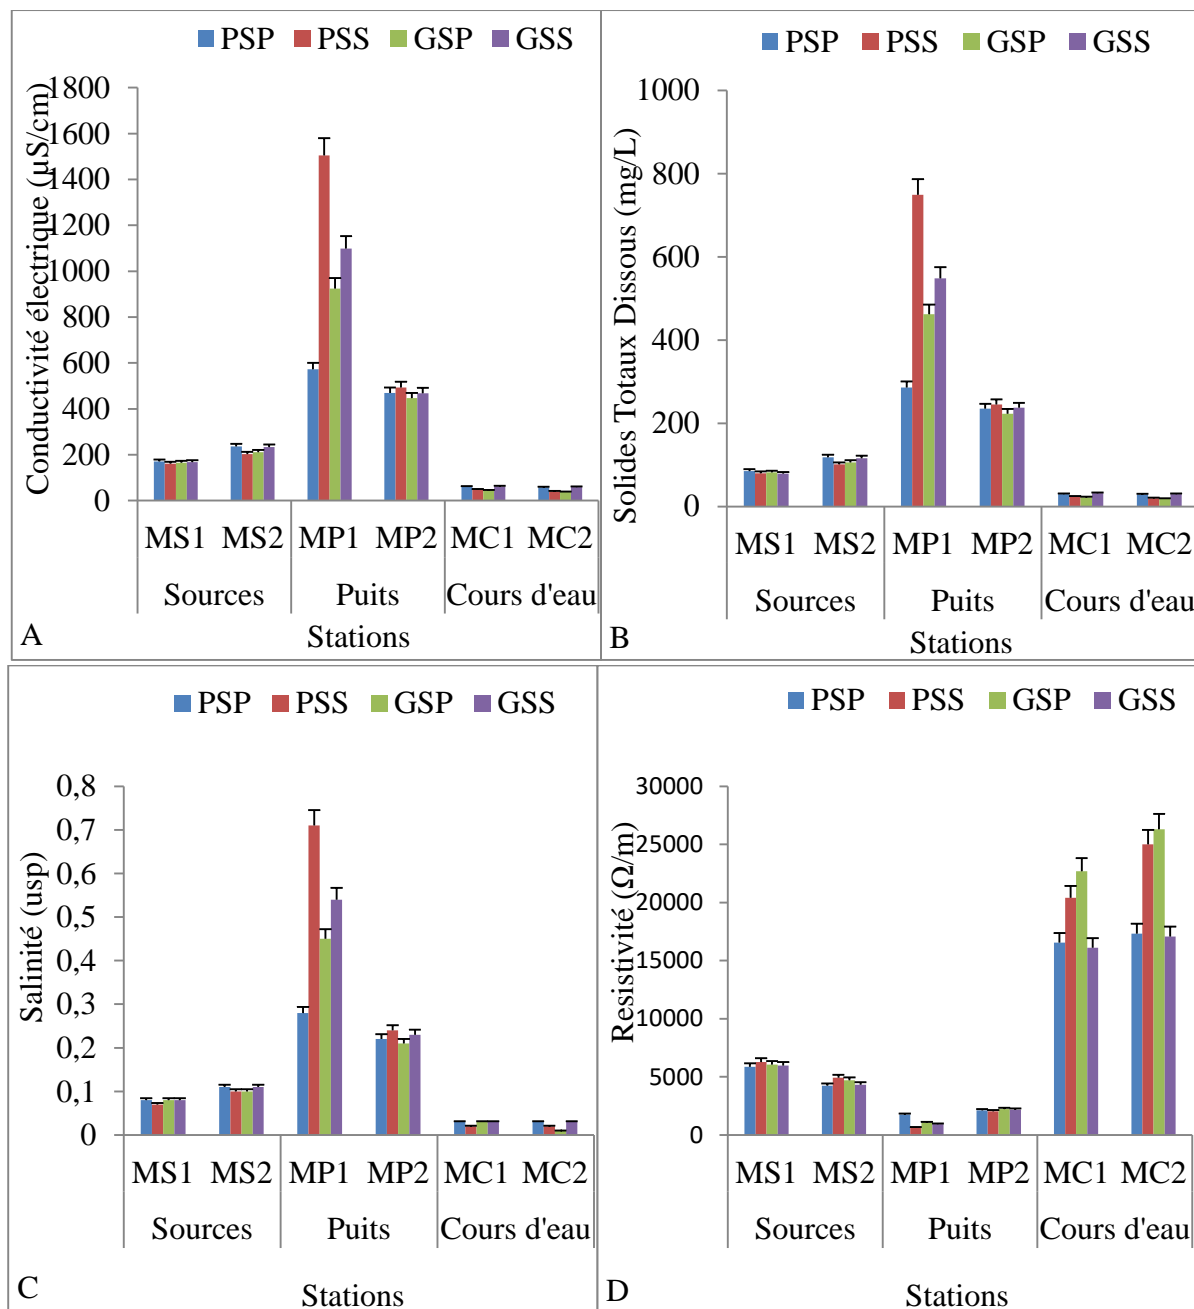 PSP PSS GSP GSS
Conductivité électrique (µS/cm)
1800
1600
1400
1200
1000
800
600
400
200
0
MS1 MS2 MP1 MP2 MC1 MC2
Sources Puits Cours d'eau
Stations
A
PSP PSS GSP GSS
Solides Totaux Dissous (mg/L)
1000
800
600
400
200
0
MS1 MS2 MP1 MP2 MC1 MC2
Sources Puits Cours d'eau
Stations
B
PSP PSS GSP GSS
Salinité (usp)
0,8
0,7
0,6
0,5
0,4
0,3
0,2
0,1
0
MS1 MS2 MP1 MP2 MC1 MC2
Sources Puits Cours d'eau
Stations
C
PSP PSS GSP GSS
Resistivité (Ω/m)
30000
25000
20000
15000
10000
5000
0
MS1 MS2 MP1 MP2 MC1 MC2
Sources Puits Cours d'eau
Stations
D